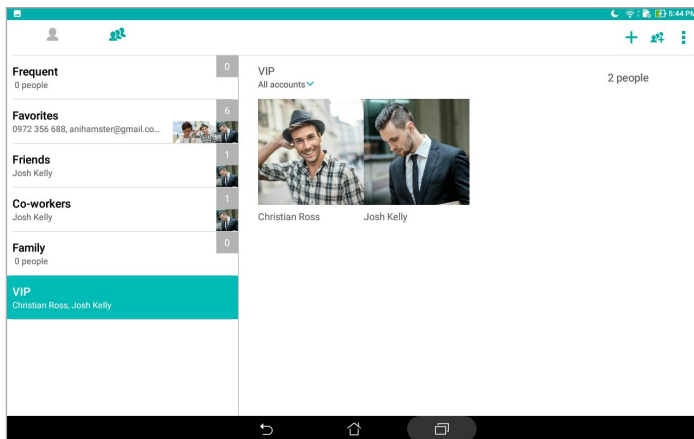 5:44 PM
Frequent
0
0 people
Favorites
6
0972 356 688, anihamster@gmail.co...
Friends
1
Josh Kelly
Co-workers
1
Josh Kelly
Family
0
0 people
VIP
Christian Ross, Josh Kelly
VIP
All accounts
2 people
Christian Ross
Josh Kelly